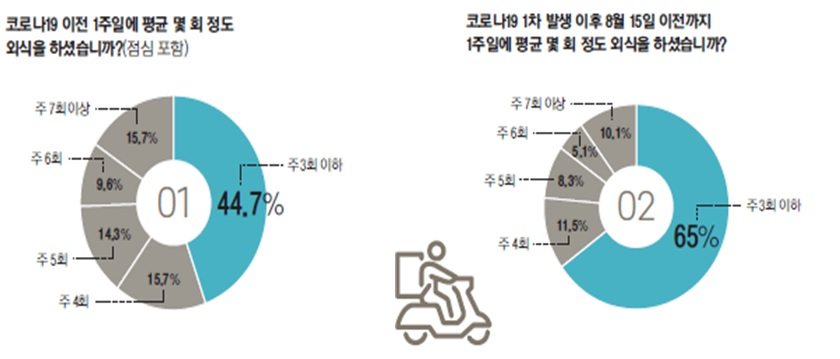 코로나19 이전 1주일에 평균 몇 회 정도
외식을 하셨습니까?(점심 포함)
주 7회 이상
15,7%
주 6회
9,6%
주3회 이하
01
44.7%
14,3%
주 5회
15,7%
주 4회
코로나19 1차 발생 이후 8월 15일 이전까지
1주일에 평균 몇 회 정도 외식을 하셨습니까?
주 7회 이상
10,1%
주 6회
5,1%
주 5회
8,3%
02
주3회 이하
65%
11,5%
주 4회